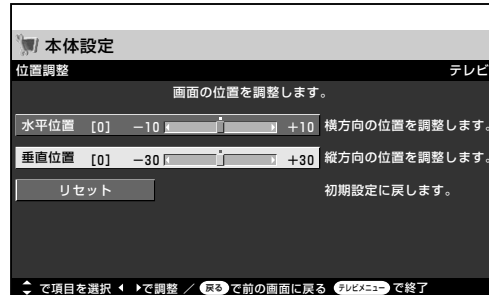 本体設定
位置調整 テレビ
画面の位置を調整します。
水平位置 [0] −10 +10 横方向の位置を調整します。
垂直位置 [0] −30 +30 縦方向の位置を調整します。
リセット 初期設定に戻します。
で項目を選択 で調整 / 戻る で前の画面に戻る テレビメニュー で終了